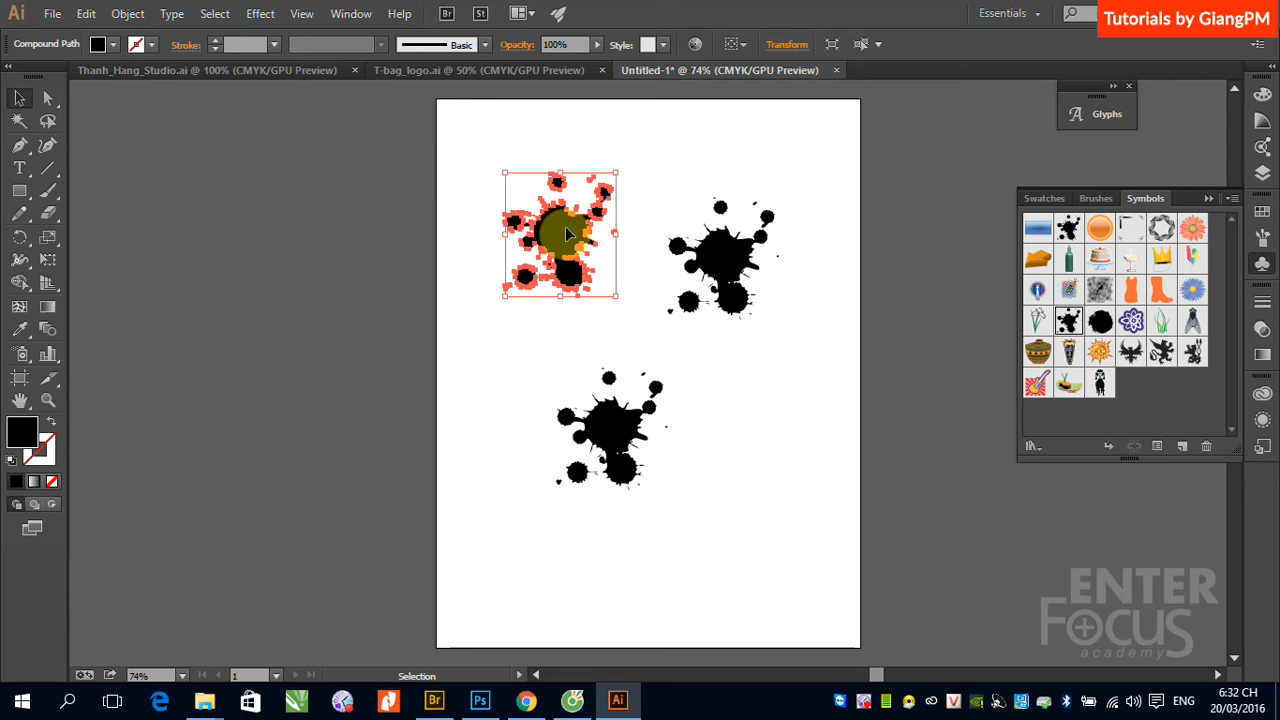 Ai File Edit Object Type Select Effect View Window Help Br St Essentials
Tutorials by GiangPM
Compound Path Stroke: Basic Opacity: 100% Style: Transform
Thanh_Hang_Studio.ai @ 100% (CMYK/GPU Preview) × T-bag_logo.ai @ 50% (CMYK/GPU Preview) × Untitled-1* @ 74% (CMYK/GPU Preview) ×
A Glyphs
Swatches Brushes Symbols
T
ENTER
FOCUS
academy
74% 1 Selection
Br Ps Ai V ENG
6:32 CH
20/03/2016